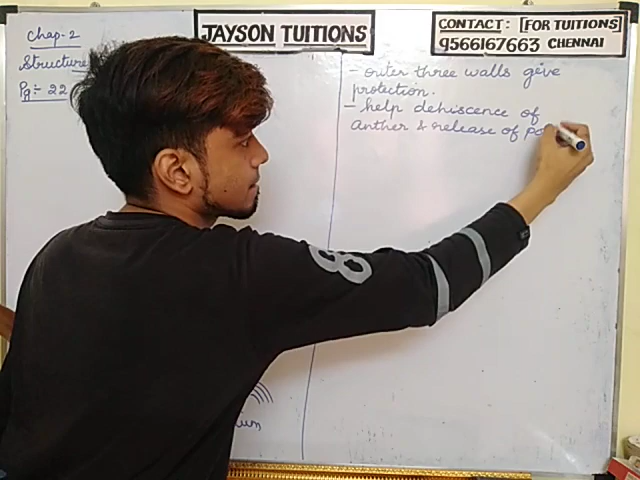 JAYSON TUITIONS
CONTACT : [FOR TUITIONS]
9566167663 CHENNAI
Chap-2
Structure
Pg:- 22
- outer three walls give
protection.
- help dehiscence of
anther & release of po